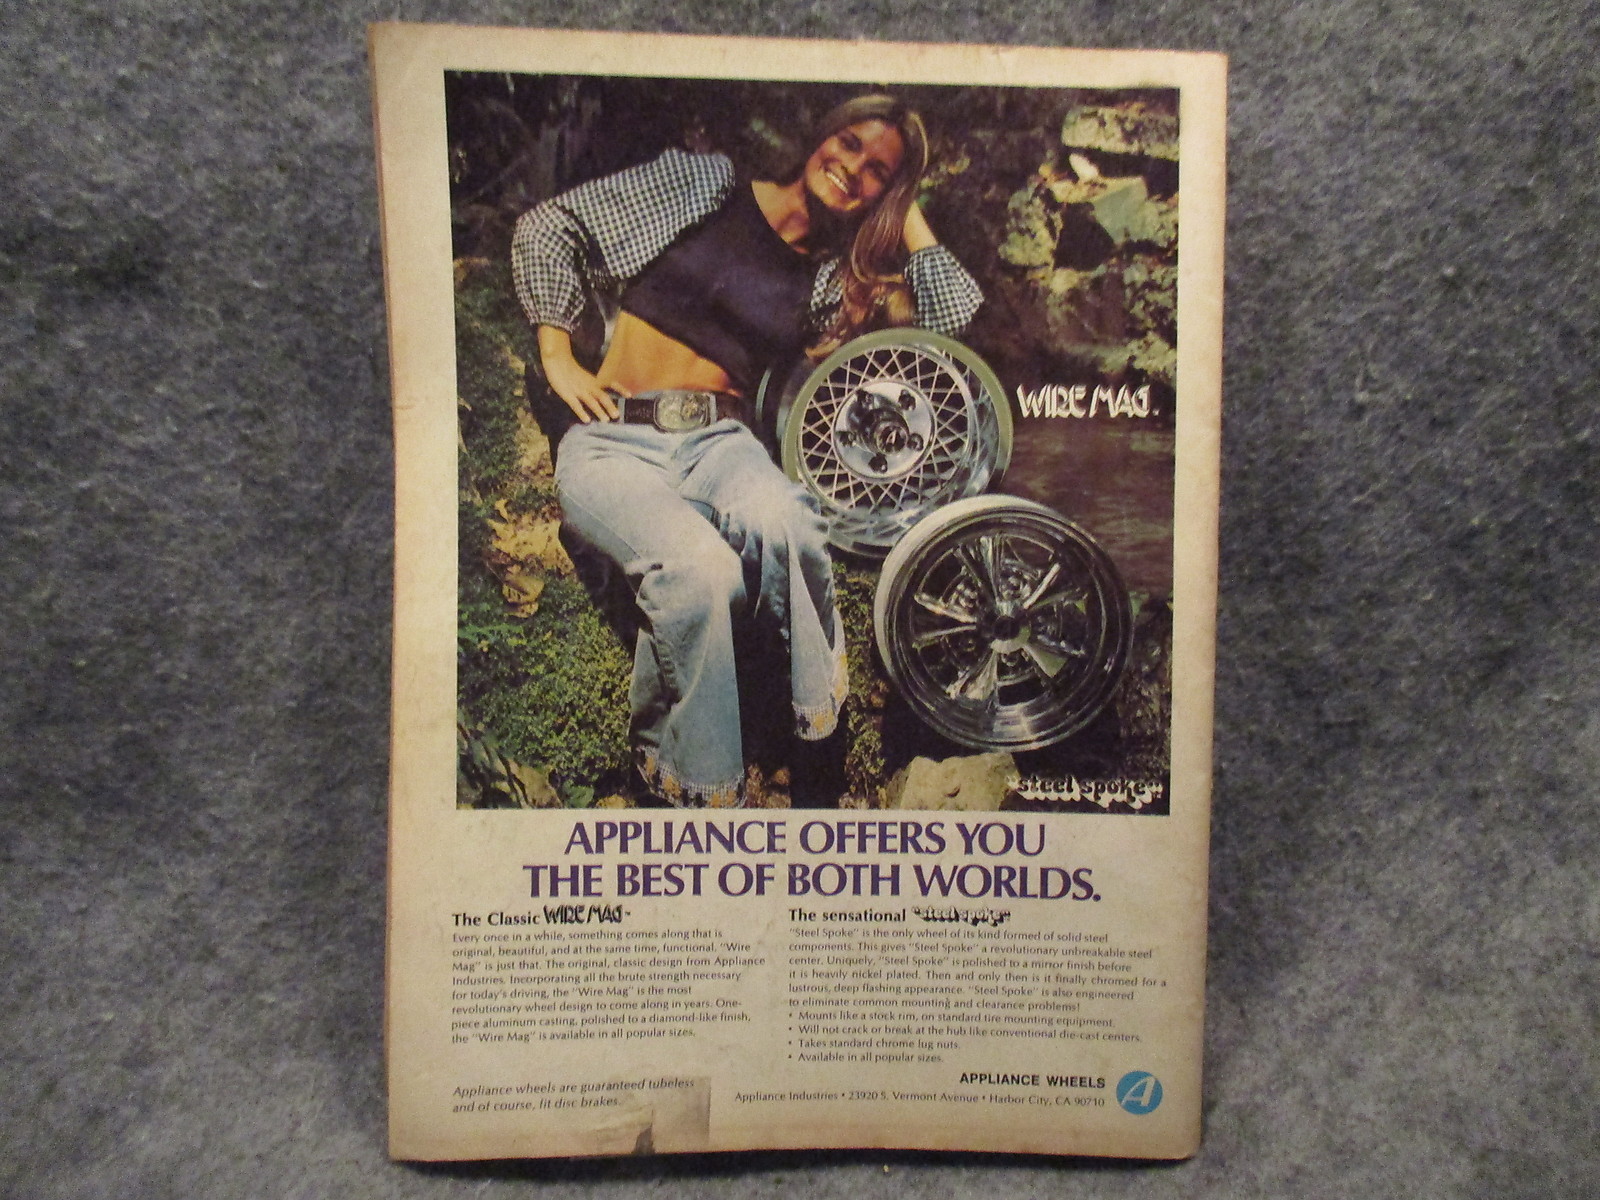 WIRE MAG.
"steel spoke"
APPLIANCE OFFERS YOU
THE BEST OF BOTH WORLDS.
The Classic WIRE MAG™
Every once in a while, something comes along that is
original, beautiful, and at the same time, functional. "Wire
Mag" is just that. The original, classic design from Appliance
Industries. Incorporating all the brute strength necessary
for today's driving, the "Wire Mag" is the most
revolutionary wheel design to come along in years. One-
piece aluminum casting, polished to a diamond-like finish,
the "Wire Mag" is available in all popular sizes.
Appliance wheels are guaranteed tubeless
and of course, fit disc brakes.
The sensational "steel spoke"
"Steel Spoke" is the only wheel of its kind formed of solid steel
components. This gives "Steel Spoke" a revolutionary unbreakable steel
center. Uniquely, "Steel Spoke" is polished to a mirror finish before
it is heavily nickel plated. Then and only then is it finally chromed for a
lustrous, deep flashing appearance. "Steel Spoke" is also engineered
to eliminate common mounting and clearance problems!
• Mounts like a stock rim, on standard tire mounting equipment.
• Will not crack or break at the hub like conventional die-cast centers.
• Takes standard chrome lug nuts.
• Available in all popular sizes.
APPLIANCE WHEELS A
Appliance Industries • 23920 S. Vermont Avenue • Harbor City, CA 90710